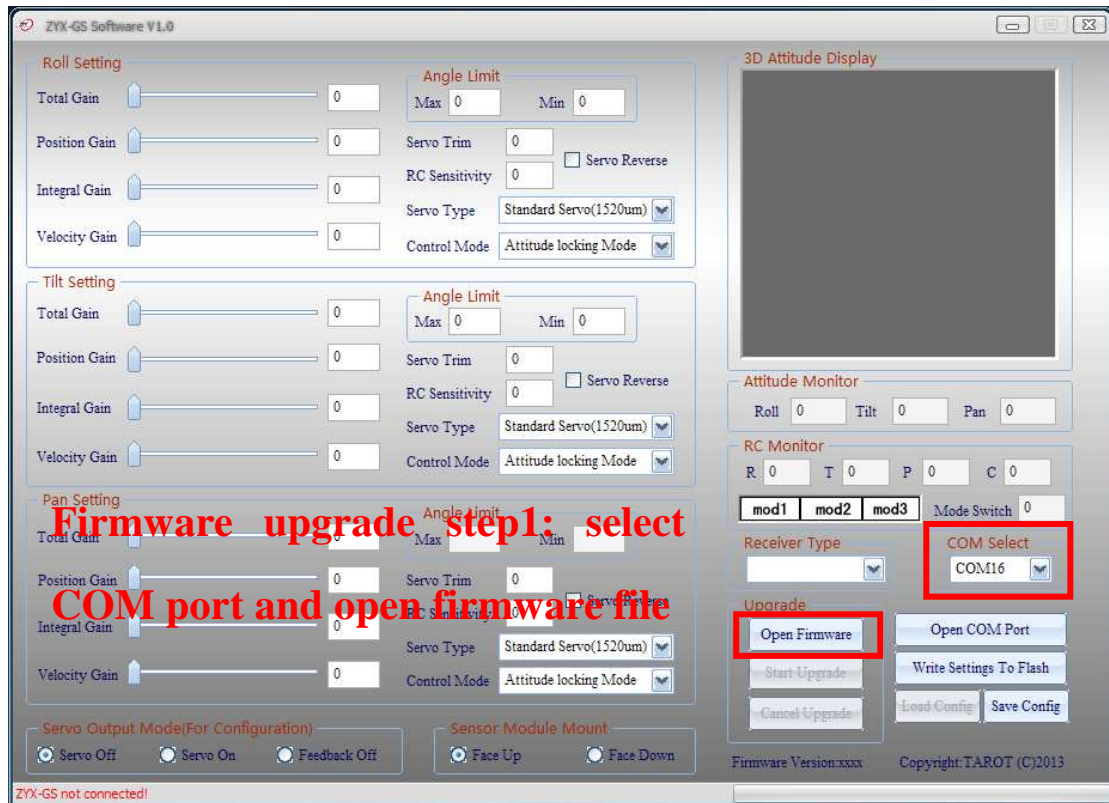 ZYX-GS Software V1.0
Roll Setting
Total Gain 0
Position Gain 0
Integral Gain 0
Velocity Gain 0
Angle Limit
Max 0 Min 0
Servo Trim 0
Servo Reverse
RC Sensitivity 0
Servo Type Standard Servo(1520um)
Control Mode Attitude locking Mode
Tilt Setting
Total Gain 0
Position Gain 0
Integral Gain 0
Velocity Gain 0
Angle Limit
Max 0 Min 0
Servo Trim 0
Servo Reverse
RC Sensitivity 0
Servo Type Standard Servo(1520um)
Control Mode Attitude locking Mode
Pan Setting
Total Gain 0
Position Gain 0
Integral Gain 0
Velocity Gain 0
Angle Limit
Max Min
Servo Trim 0
Servo Reverse
RC Sensitivity 0
Servo Type Standard Servo(1520um)
Control Mode Attitude locking Mode
Firmware upgrade step1: select
COM port and open firmware file
Servo Output Mode(For Configuration)
Servo Off Servo On Feedback Off
Sensor Module Mount
Face Up Face Down
3D Attitude Display
Attitude Monitor
Roll 0 Tilt 0 Pan 0
RC Monitor
R 0 T 0 P 0 C 0
mod1 mod2 mod3 Mode Switch 0
Receiver Type
COM Select
COM16
Upgrade
Open Firmware
Start Upgrade
Cancel Upgrade
Open COM Port
Write Settings To Flash
Load Config Save Config
Firmware Version:xxxx Copyright:TAROT (C)2013
ZYX-GS not connected!